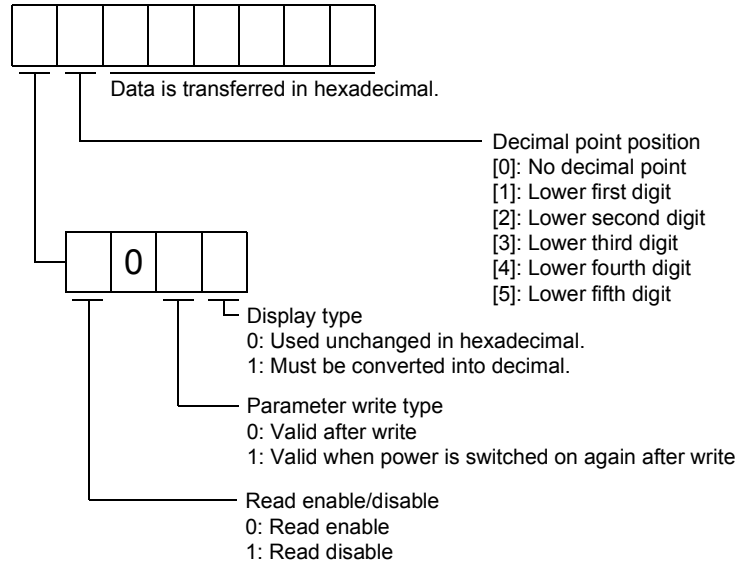 Data is transferred in hexadecimal.
Decimal point position
[0]: No decimal point
[1]: Lower first digit
[2]: Lower second digit
[3]: Lower third digit
[4]: Lower fourth digit
[5]: Lower fifth digit
0
Display type
0: Used unchanged in hexadecimal.
1: Must be converted into decimal.
Parameter write type
0: Valid after write
1: Valid when power is switched on again after write
Read enable/disable
0: Read enable
1: Read disable